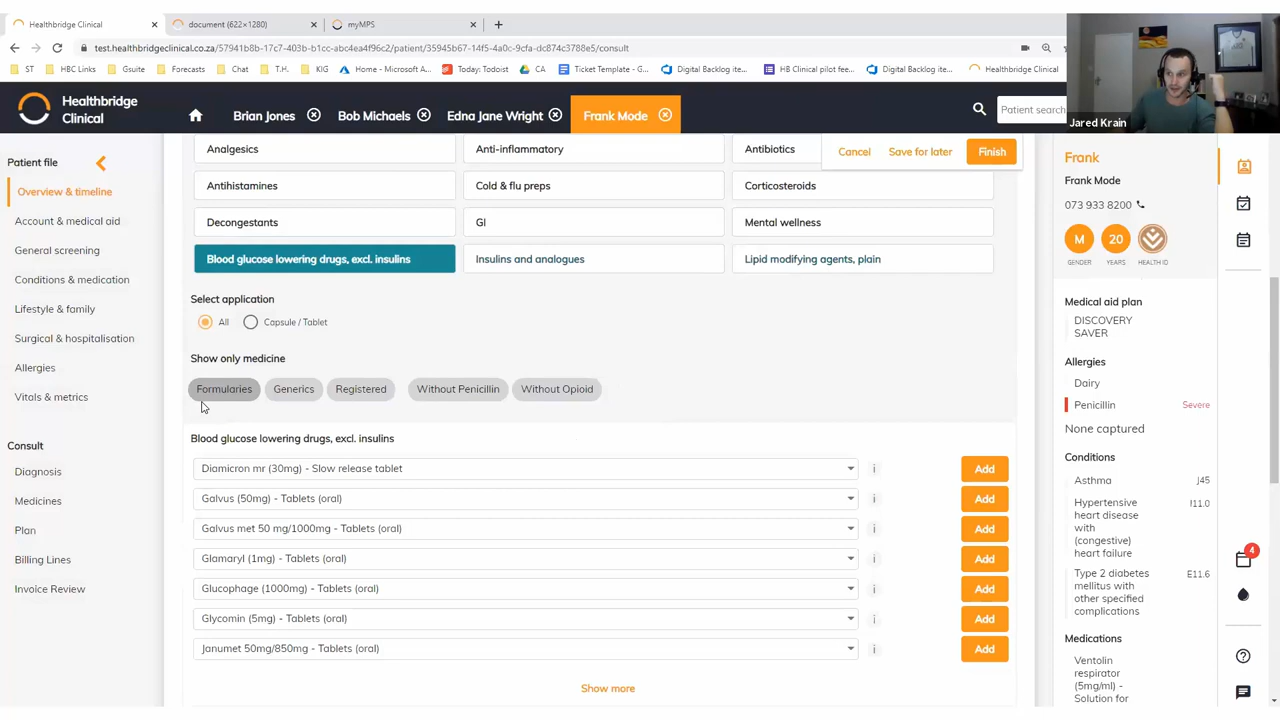 Healthbridge Clinical
document (622×1280)
myMPS
test.healthbridgeclinical.co.za/57941b8b-17c7-403b-b1cc-abc4ea4f96c2/patient/35945b67-14f5-4a0c-9cfa-dc874c3788e5/consult
ST
HBC Links
Gsuite
Forecasts
Chat
T.H.
KIG
Home - Microsoft A...
Today:Todoist
CA
Ticket Template - G...
Digital Backlog ite...
HB Clinical pilot fee...
Digital Backlog ite...
Healthbridge Clinical
Jared Krain
Healthbridge
Clinical
Brian Jones
Bob Michaels
Edna Jane Wright
Frank Mode
Patient search
Patient file
Overview & timeline
Account & medical aid
General screening
Conditions & medication
Lifestyle & family
Surgical & hospitalisation
Allergies
Vitals & metrics
Consult
Diagnosis
Medicines
Plan
Billing Lines
Invoice Review
Cancel
Save for later
Finish
Analgesics
Anti-inflammatory
Antibiotics
Antihistamines
Cold & flu preps
Corticosteroids
Decongestants
GI
Mental wellness
Blood glucose lowering drugs, excl. insulins
Insulins and analogues
Lipid modifying agents, plain
Select application
All
Capsule / Tablet
Show only medicine
Formularies
Generics
Registered
Without Penicillin
Without Opioid
Blood glucose lowering drugs, excl. insulins
Diamicron mr (30mg) - Slow release tablet
i
Add
Galvus (50mg) - Tablets (oral)
i
Add
Galvus met 50 mg/1000mg - Tablets (oral)
i
Add
Glamaryl (1mg) - Tablets (oral)
i
Add
Glucophage (1000mg) - Tablets (oral)
i
Add
Glycomin (5mg) - Tablets (oral)
i
Add
Janumet 50mg/850mg - Tablets (oral)
i
Add
Show more
Frank
Frank Mode
073 933 8200
M
20
GENDER
YEARS
HEALTH ID
Medical aid plan
DISCOVERY
SAVER
Allergies
Dairy
Penicillin
Severe
None captured
Conditions
Asthma
J45
Hypertensive
heart disease
with
(congestive)
heart failure
I11.0
Type 2 diabetes
mellitus with
other specified
complications
E11.6
Medications
Ventolin
respirator
(5mg/ml) -
Solution for
4